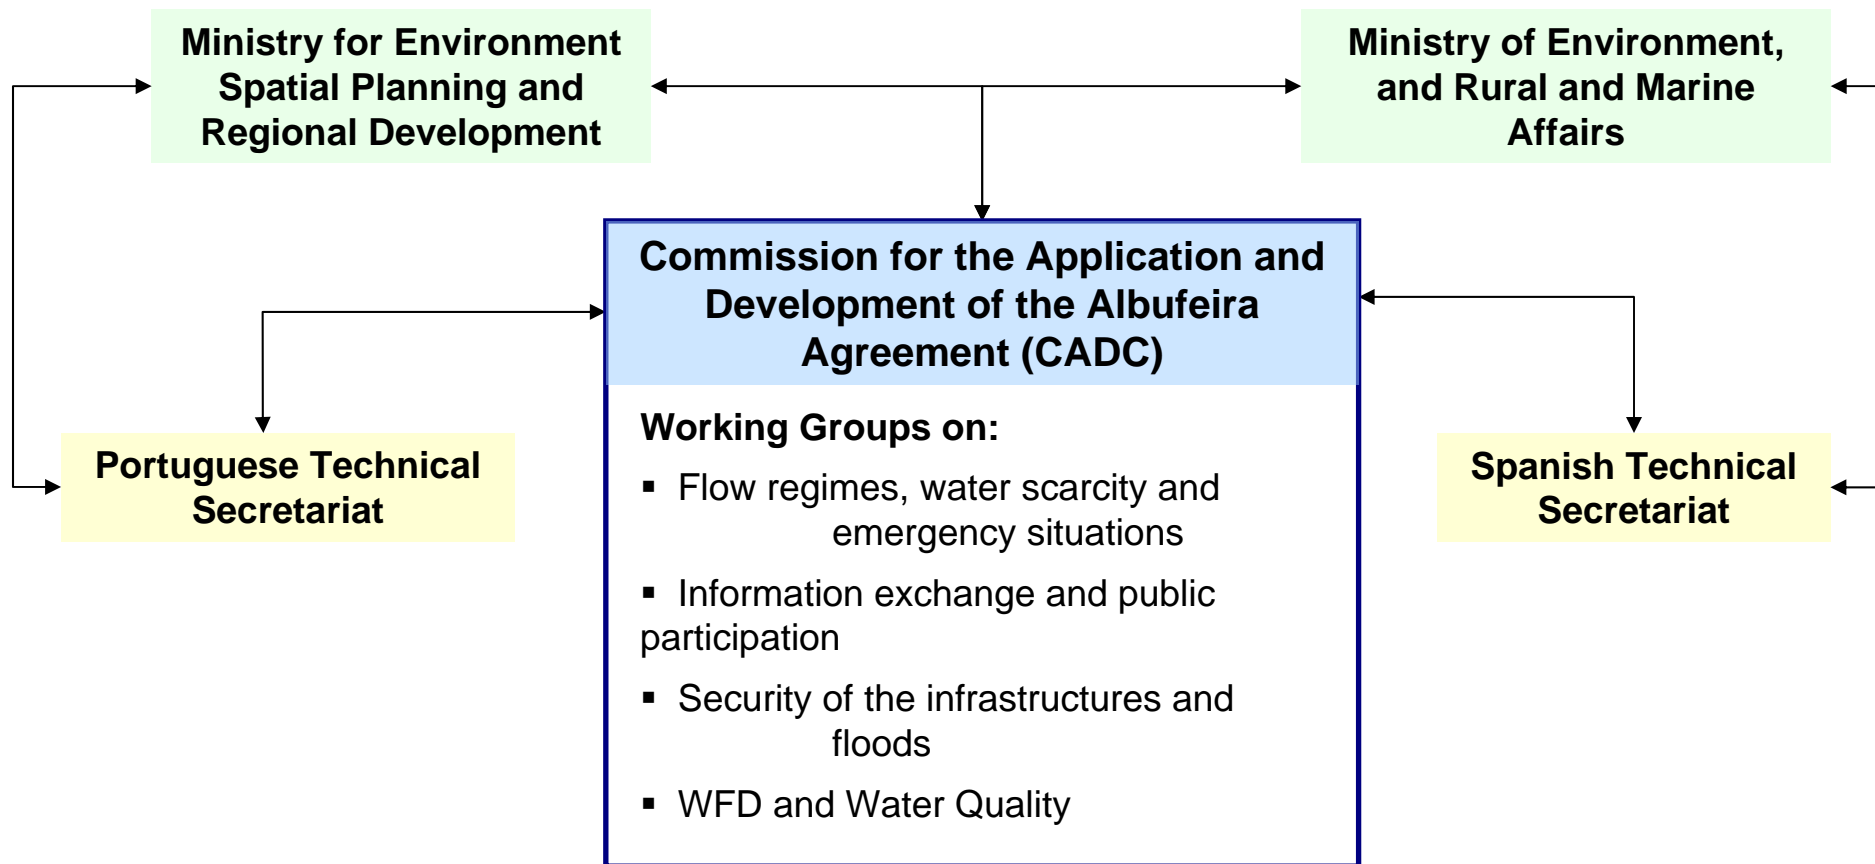 Ministry for Environment
Spatial Planning and
Regional Development
Ministry of Environment,
and Rural and Marine
Affairs
Commission for the Application and
Development of the Albufeira
Agreement (CADC)
Working Groups on:
▪ Flow regimes, water scarcity and
emergency situations
▪ Information exchange and public
participation
▪ Security of the infrastructures and
floods
▪ WFD and Water Quality
Portuguese Technical
Secretariat
Spanish Technical
Secretariat